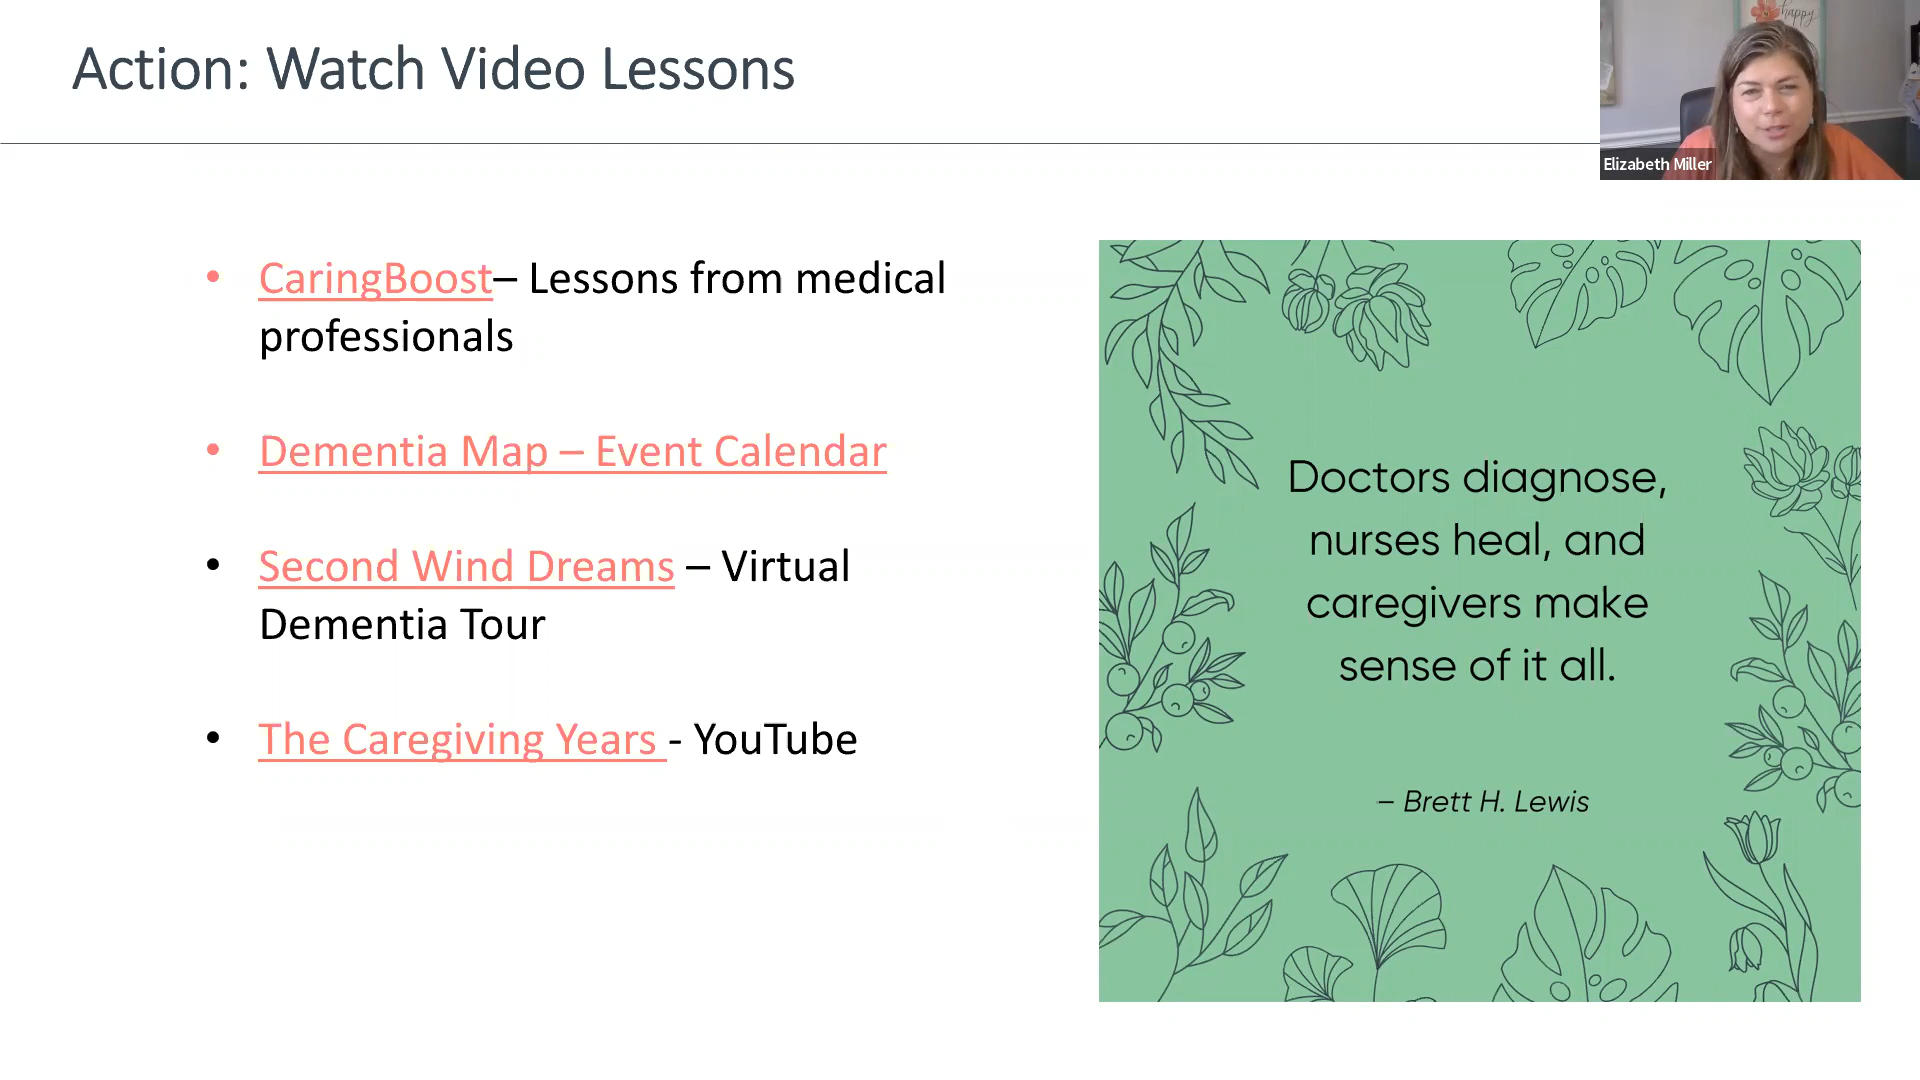 Action: Watch Video Lessons
happy
Elizabeth Miller
• CaringBoost– Lessons from medical
professionals
• Dementia Map – Event Calendar
• Second Wind Dreams – Virtual
Dementia Tour
• The Caregiving Years - YouTube
Doctors diagnose,
nurses heal, and
caregivers make
sense of it all.
– Brett H. Lewis